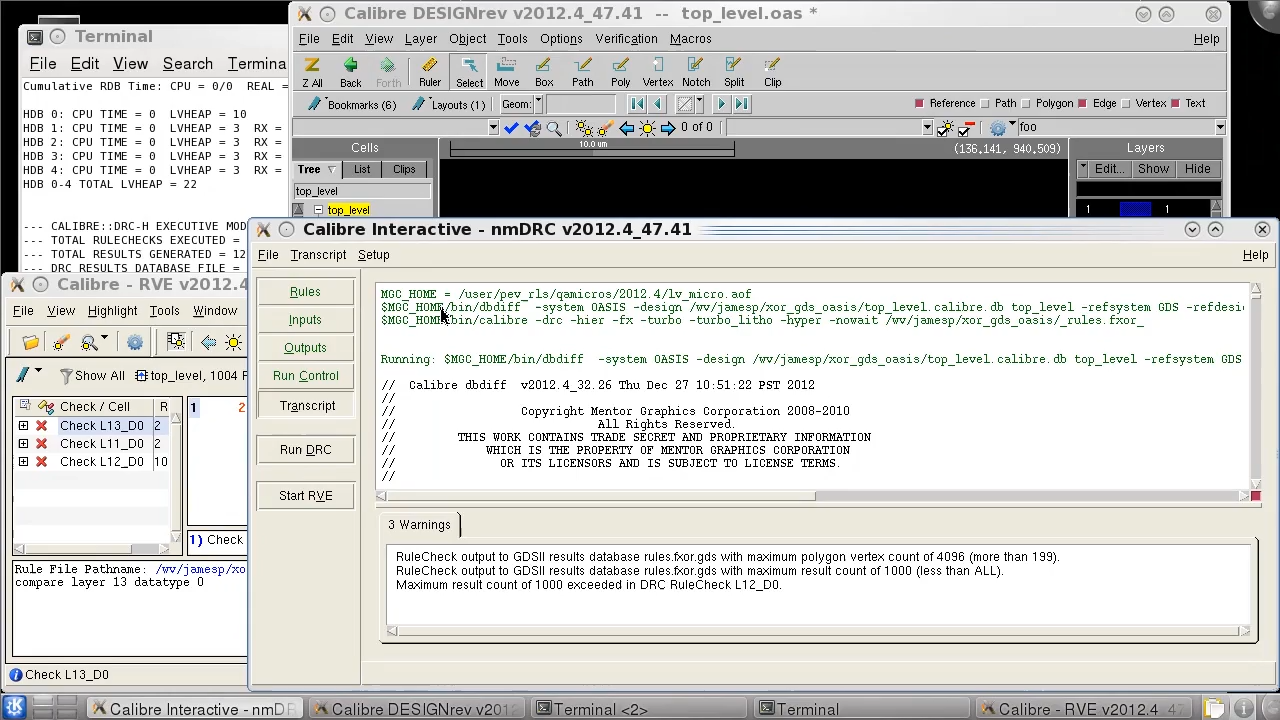 Calibre DESIGNrev v2012.4_47.41 -- top_level.oas *
File Edit View Layer Object Tools Options Verification Macros Help
Z All Back Forth Ruler Select Move Box Path Poly Vertex Notch Split Clip
Bookmarks (6) Layouts (1) Geom: Reference Path Polygon Edge Vertex Text
0 of 0 foo
Cells 10.0 um (136.141, 940.509) Layers
Tree List Clips Edit... Show Hide
top_level
top_level 1 1
Terminal
File Edit View Search Termina
Cumulative RDB Time: CPU = 0/0 REAL =
HDB 0: CPU TIME = 0 LVHEAP = 10
HDB 1: CPU TIME = 0 LVHEAP = 3 RX =
HDB 2: CPU TIME = 0 LVHEAP = 3 RX =
HDB 3: CPU TIME = 0 LVHEAP = 3 RX =
HDB 4: CPU TIME = 0 LVHEAP = 3 RX =
HDB 0-4 TOTAL LVHEAP = 22
--- CALIBRE::DRC-H EXECUTIVE MOD
--- TOTAL RULECHECKS EXECUTED =
--- TOTAL RESULTS GENERATED = 12
--- DRC RESULTS DATABASE FILE =
Calibre - RVE v2012.4
File View Highlight Tools Window
Show All top_level, 1004 R
Check / Cell R
Check L13_D0 2
Check L11_D0 2
Check L12_D0 10
1 2
1) Check
Rule File Pathname: /wv/jamesp/xo
compare layer 13 datatype 0
Check L13_D0
Calibre Interactive - nmDRC v2012.4_47.41
File Transcript Setup Help
Rules
Inputs
Outputs
Run Control
Transcript
Run DRC
Start RVE
MGC_HOME = /user/pev_rls/qamicros/2012.4/lv_micro.aof
$MGC_HOME/bin/dbdiff -system OASIS -design /wv/jamesp/xor_gds_oasis/top_level.calibre.db top_level -refsystem GDS -refdesi
$MGC_HOME/bin/calibre -drc -hier -fx -turbo -turbo_litho -hyper -nowait /wv/jamesp/xor_gds_oasis/_rules fxor_
Running: $MGC_HOME/bin/dbdiff -system OASIS -design /wv/jamesp/xor_gds_oasis/top_level.calibre.db top_level -refsystem GDS
// Calibre dbdiff v2012.4_32.26 Thu Dec 27 10:51:22 PST 2012
//
// Copyright Mentor Graphics Corporation 2008-2010
// All Rights Reserved.
// THIS WORK CONTAINS TRADE SECRET AND PROPRIETARY INFORMATION
// WHICH IS THE PROPERTY OF MENTOR GRAPHICS CORPORATION
// OR ITS LICENSORS AND IS SUBJECT TO LICENSE TERMS.
//
3 Warnings
RuleCheck output to GDSII results database rules.fxor.gds with maximum polygon vertex count of 4096 (more than 199).
RuleCheck output to GDSII results database rules.fxor.gds with maximum result count of 1000 (less than ALL).
Maximum result count of 1000 exceeded in DRC RuleCheck L12_D0.
Calibre Interactive - nmD Calibre DESIGNrev v201 Terminal <2> Terminal Calibre - RVE v2012.4_47